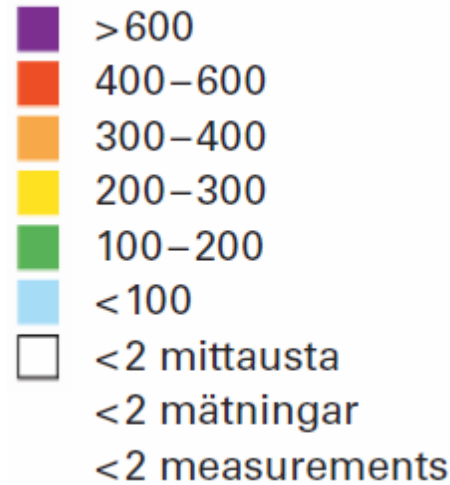 >600
400–600
300–400
200–300
100–200
<100
<2 mittausta
<2 mätningar
<2 measurements